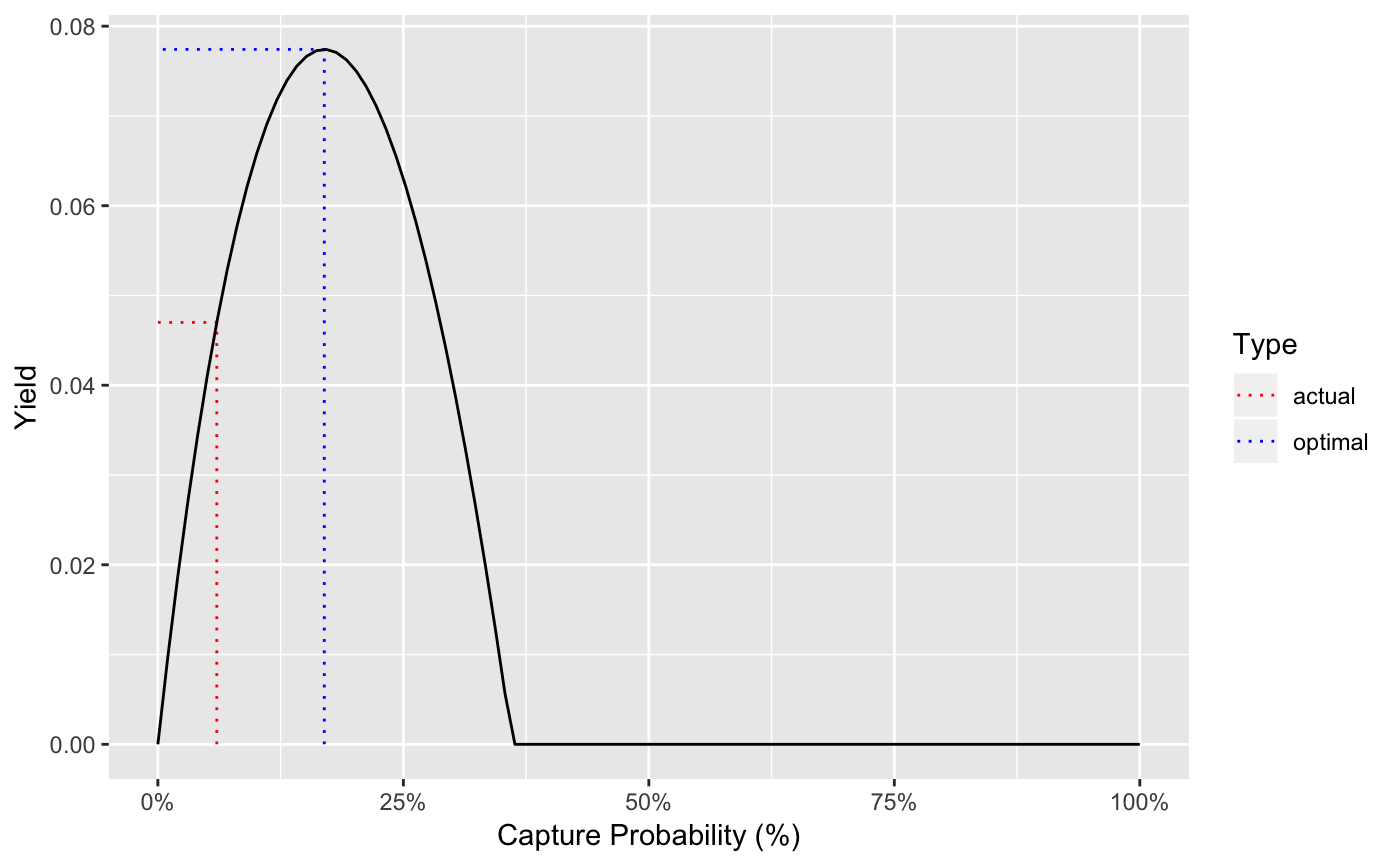 0.08
0.06
0.04
0.02
0.00
Yield
0% 25% 50% 75% 100%
Capture Probability (%)
Type
actual
optimal